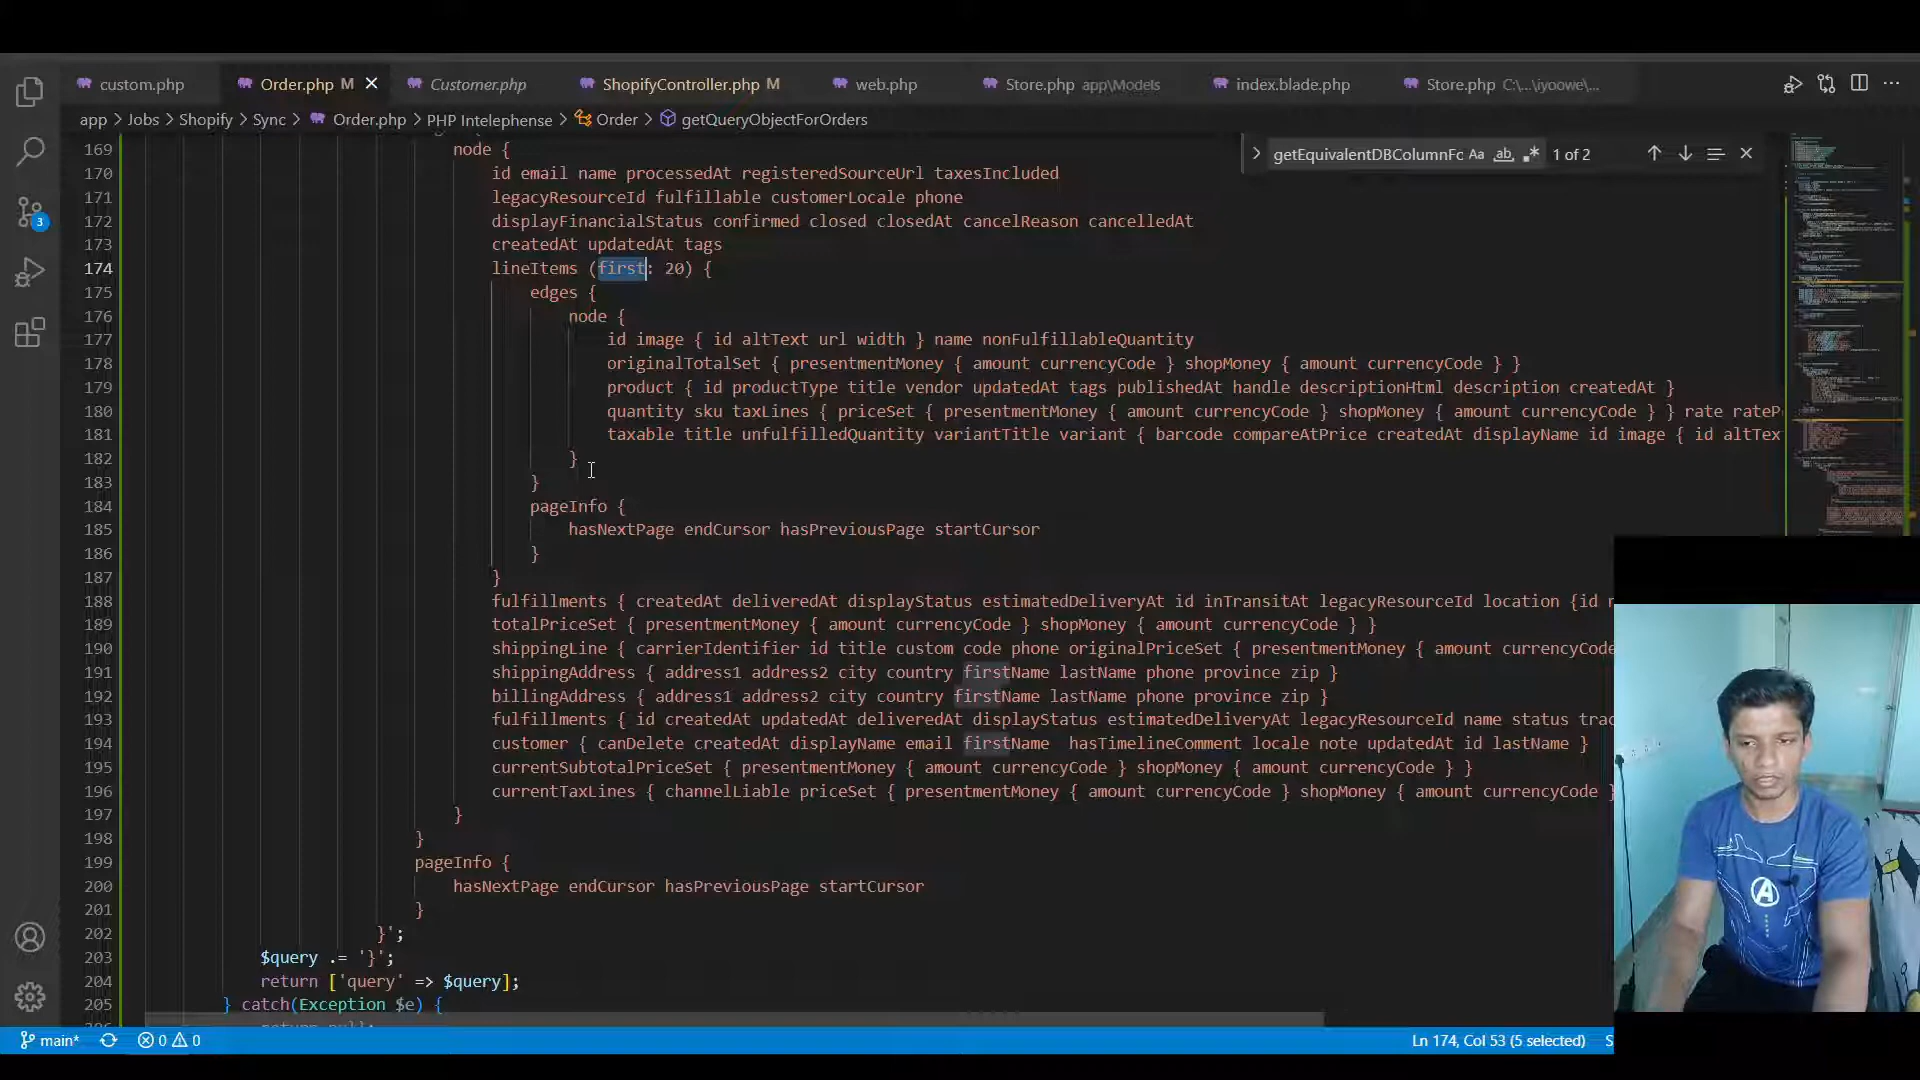 custom.php
Order.php M
Customer.php
ShopifyController.php M
web.php
Store.php app\Models
index.blade.php
Store.php C:\...\iyoowe\...
app > Jobs > Shopify > Sync > Order.php > PHP Intelephense > Order > getQueryObjectForOrders
getEquivalentDBColumnFc Aa ab 1 of 2
169 node {
170 id email name processedAt registeredSourceUrl taxesIncluded
171 legacyResourceId fulfillable customerLocale phone
172 displayFinancialStatus confirmed closed closedAt cancelReason cancelledAt
173 createdAt updatedAt tags
174 lineItems (first: 20) {
175 edges {
176 node {
177 id image { id altText url width } name nonFulfillableQuantity
178 originalTotalSet { presentmentMoney { amount currencyCode } shopMoney { amount currencyCode } }
179 product { id productType title vendor updatedAt tags publishedAt handle descriptionHtml description createdAt }
180 quantity sku taxLines { priceSet { presentmentMoney { amount currencyCode } shopMoney { amount currencyCode } } rate rateP
181 taxable title unfulfilledQuantity variantTitle variant { barcode compareAtPrice createdAt displayName id image { id altTex
182 }
183 }
184 pageInfo {
185 hasNextPage endCursor hasPreviousPage startCursor
186 }
187 }
188 fulfillments { createdAt deliveredAt displayStatus estimatedDeliveryAt id inTransitAt legacyResourceId location {id
189 totalPriceSet { presentmentMoney { amount currencyCode } shopMoney { amount currencyCode } }
190 shippingLine { carrierIdentifier id title custom code phone originalPriceSet { presentmentMoney { amount currencyCode
191 shippingAddress { address1 address2 city country firstName lastName phone province zip }
192 billingAddress { address1 address2 city country firstName lastName phone province zip }
193 fulfillments { id createdAt updatedAt deliveredAt displayStatus estimatedDeliveryAt legacyResourceId name status trac
194 customer { canDelete createdAt displayName email firstName hasTimelineComment locale note updatedAt id lastName }
195 currentSubtotalPriceSet { presentmentMoney { amount currencyCode } shopMoney { amount currencyCode } }
196 currentTaxLines { channelLiable priceSet { presentmentMoney { amount currencyCode } shopMoney { amount currencyCode }
197 }
198 }
199 pageInfo {
200 hasNextPage endCursor hasPreviousPage startCursor
201 }
202 }';
203 $query .= '}';
204 return ['query' => $query];
205 } catch(Exception $e) {
3
main* 0 0
Ln 174, Col 53 (5 selected)